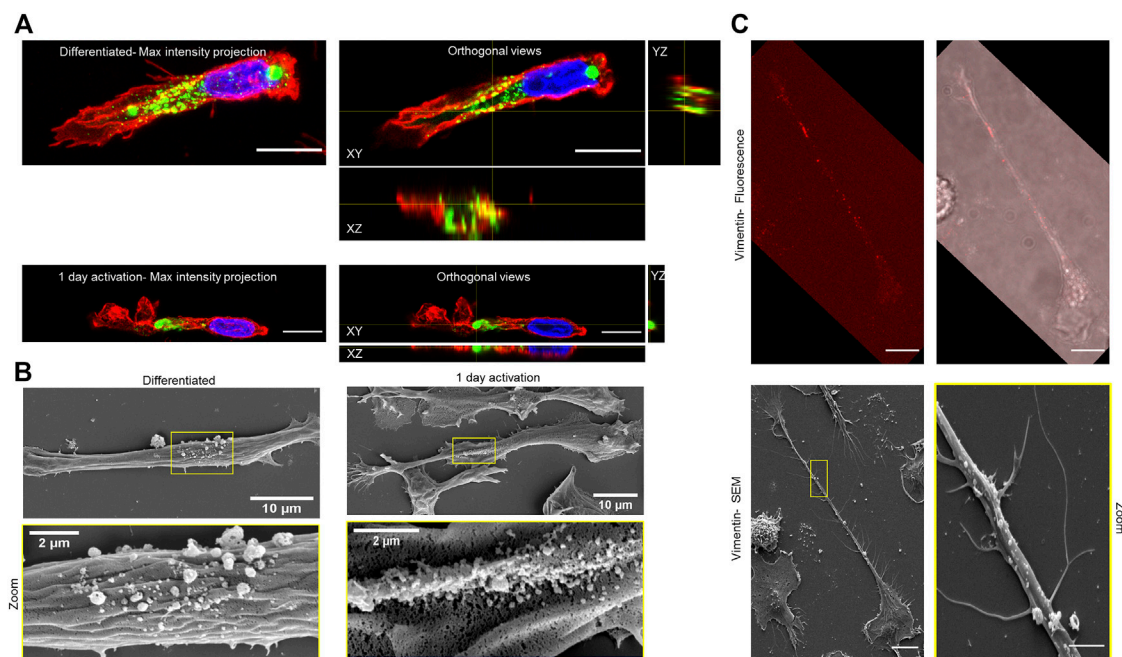 A
Differentiated- Max intensity projection
Orthogonal views
YZ
XY
XZ
1 day activation- Max intensity projection
Orthogonal views
YZ
XY
XZ
B
Differentiated
1 day activation
10 µm
10 µm
Zoom
2 µm
2 µm
C
Vimentin- Fluorescence
Vimentin- SEM
Zoom